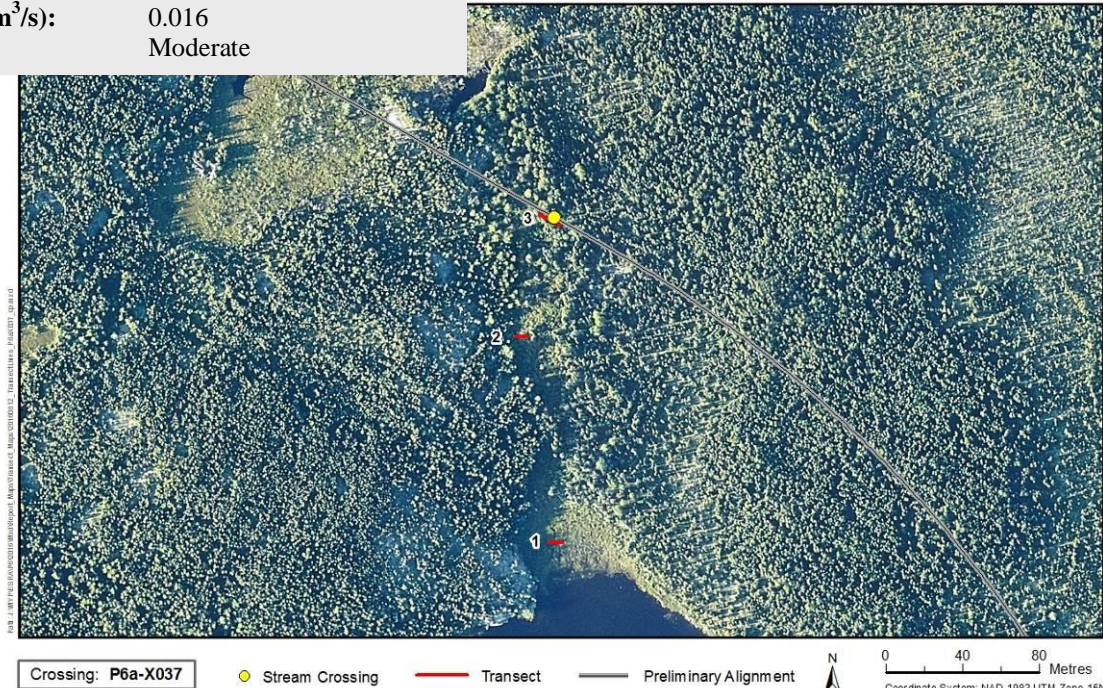 m³/s): 0.016
Moderate
3
2
1
Crossing: P6a-X037
Stream Crossing
Transect
Preliminary Alignment
N
0 40 80
Metres
Coordinate System: NAD 1983 UTM Zone 15N